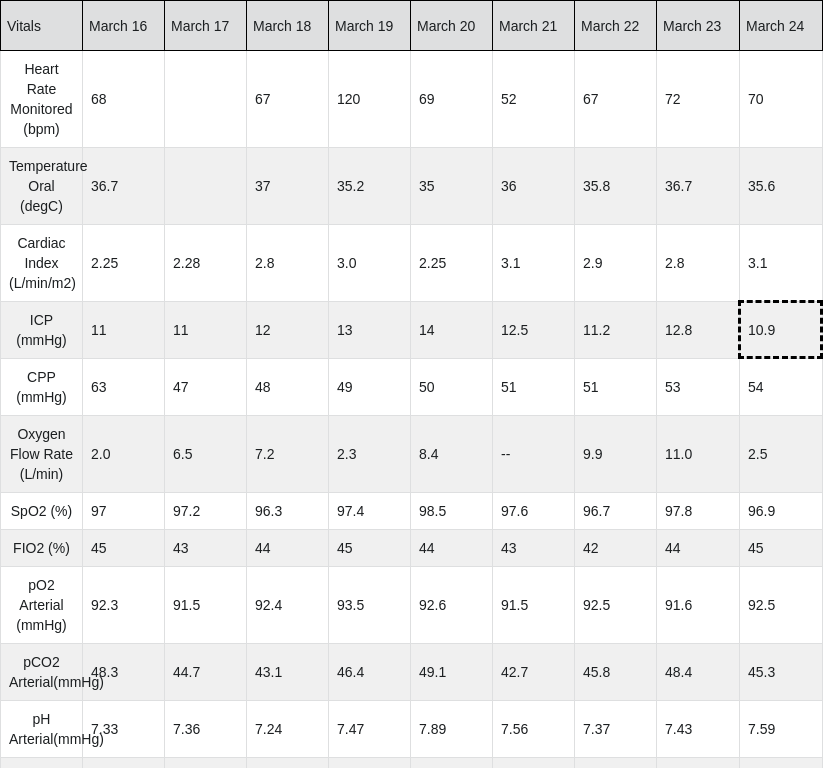 Vitals March 16 March 17 March 18 March 19 March 20 March 21 March 22 March 23 March 24
Heart
Rate
Monitored
(bpm) 68 67 120 69 52 67 72 70
Temperature
Oral
(degC) 36.7 37 35.2 35 36 35.8 36.7 35.6
Cardiac
Index
(L/min/m2) 2.25 2.28 2.8 3.0 2.25 3.1 2.9 2.8 3.1
ICP
(mmHg) 11 11 12 13 14 12.5 11.2 12.8 10.9
CPP
(mmHg) 63 47 48 49 50 51 51 53 54
Oxygen
Flow Rate
(L/min) 2.0 6.5 7.2 2.3 8.4 -- 9.9 11.0 2.5
SpO2 (%) 97 97.2 96.3 97.4 98.5 97.6 96.7 97.8 96.9
FIO2 (%) 45 43 44 45 44 43 42 44 45
pO2
Arterial
(mmHg) 92.3 91.5 92.4 93.5 92.6 91.5 92.5 91.6 92.5
pCO2
Arterial(mmHg) 48.3 44.7 43.1 46.4 49.1 42.7 45.8 48.4 45.3
pH
Arterial(mmHg) 7.33 7.36 7.24 7.47 7.89 7.56 7.37 7.43 7.59